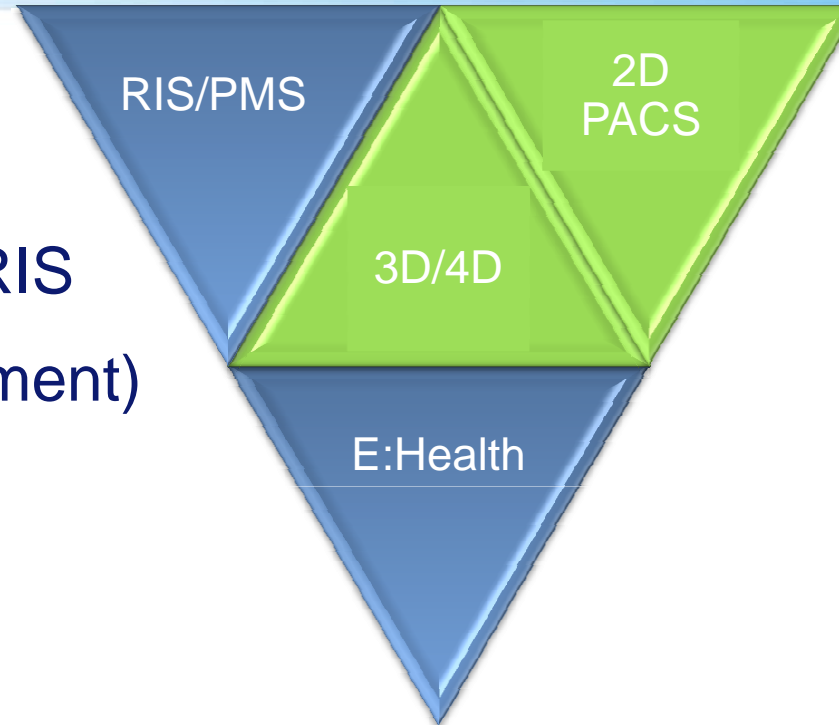 RIS/PMS
2D
PACS
RIS
3D/4D
ment)
E:Health